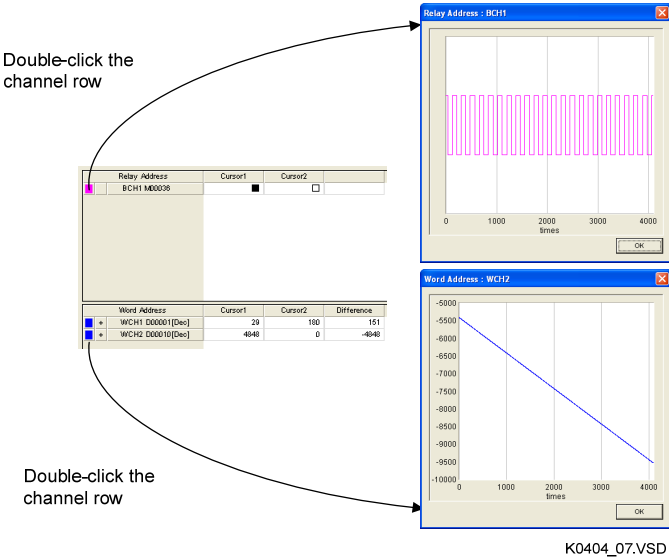 Double-click the
channel row
Relay Address : BCH1
0 1000 2000 3000 4000
times
OK
Relay Address Cursor1 Cursor2
BCH1 M00036
Word Address Cursor1 Cursor2 Difference
+ WCH1 D00001[Dec] 29 180 151
+ WCH2 D00010[Dec] 4848 0 -4848
Word Address : WCH2
-5000
-5500
-6000
-6500
-7000
-7500
-8000
-8500
-9000
-9500
-10000
0 1000 2000 3000 4000
times
OK
Double-click the
channel row
K0404_07.VSD